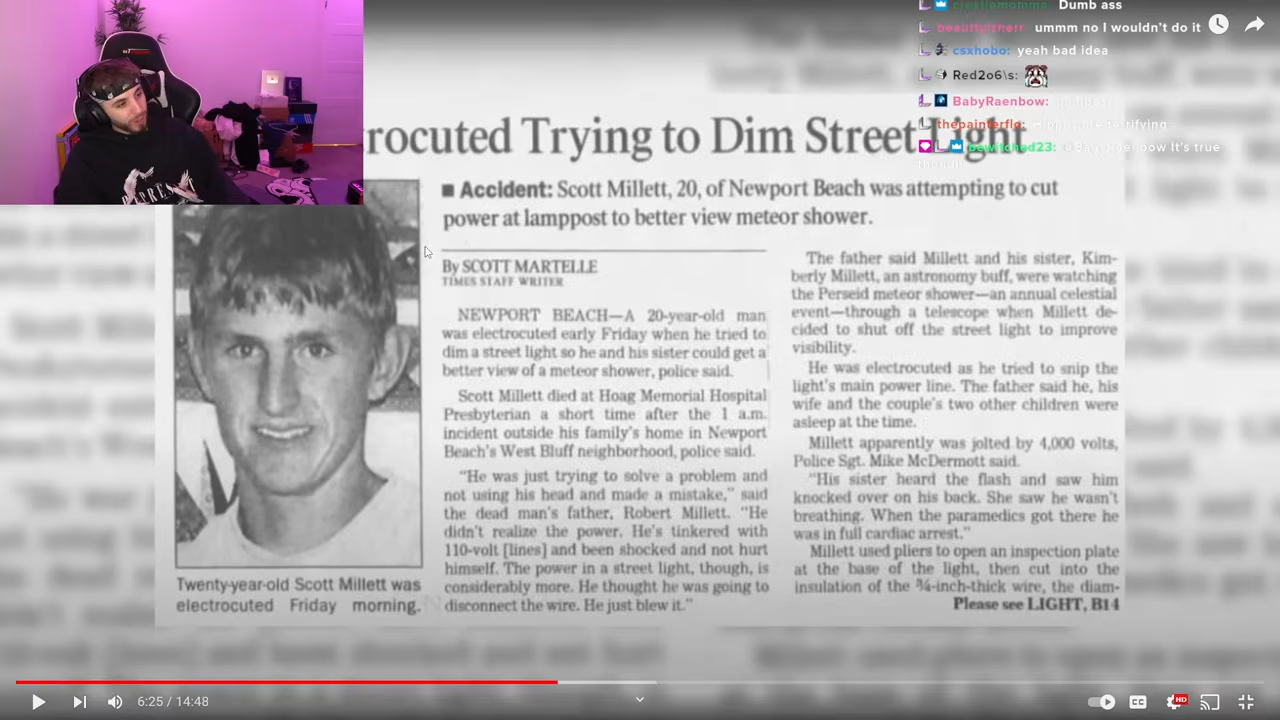 Dumb ass
ummm no I wouldn't do it
csxhobo: yeah bad idea
Red2o6\s:
BabyRaenbow:
thepainterflo: terrifying
bewitched23: It's true
though
rocuted Trying to Dim Street Light
■ Accident: Scott Millett, 20, of Newport Beach was attempting to cut
power at lamppost to better view meteor shower.
By SCOTT MARTELLE
TIMES STAFF WRITER
NEWPORT BEACH—A 20-year-old man
was electrocuted early Friday when he tried to
dim a street light so he and his sister could get a
better view of a meteor shower, police said.
Scott Millett died at Hoag Memorial Hospital
Presbyterian a short time after the 1 a.m.
incident outside his family's home in Newport
Beach's West Bluff neighborhood, police said.
"He was just trying to solve a problem and
not using his head and made a mistake," said
the dead man's father, Robert Millett. "He
didn't realize the power. He's tinkered with
110-volt [lines] and been shocked and not hurt
himself. The power in a street light, though, is
considerably more. He thought he was going to
disconnect the wire. He just blew it."
The father said Millett and his sister, Kim-
berly Millett, an astronomy buff, were watching
the Perseid meteor shower—an annual celestial
event—through a telescope when Millett de-
cided to shut off the street light to improve
visibility.
He was electrocuted as he tried to snip the
light's main power line. The father said he, his
wife and the couple's two other children were
asleep at the time.
Millett apparently was jolted by 4,000 volts,
Police Sgt. Mike McDermott said.
"His sister heard the flash and saw him
knocked over on his back. She saw he wasn't
breathing. When the paramedics got there he
was in full cardiac arrest."
Millett used pliers to open an inspection plate
at the base of the light, then cut into the
insulation of the ¾-inch-thick wire, the diam-
Please see LIGHT, B14
Twenty-year-old Scott Millett was
electrocuted Friday morning.
6:25 / 14:48
CC
HD